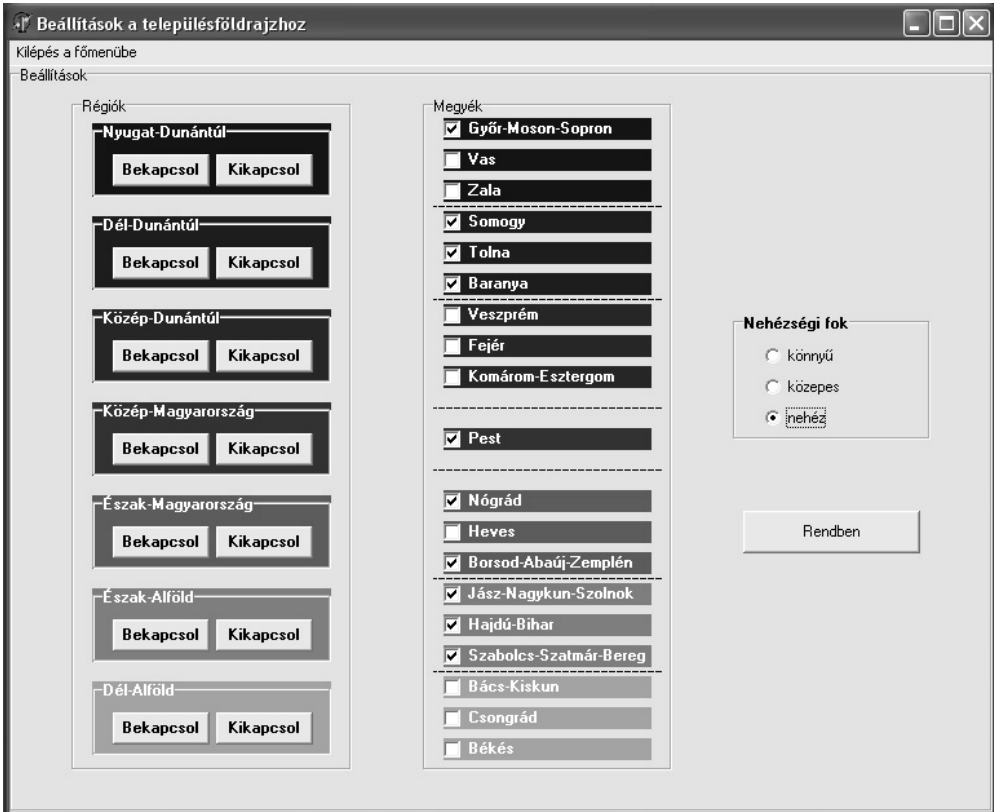 Beállítások a településföldrajzhoz
Kilépés a főmenübe
Beállítások
Régiók
Nyugat-Dunántúl
Bekapcsol Kikapcsol
Dél-Dunántúl
Bekapcsol Kikapcsol
Közép-Dunántúl
Bekapcsol Kikapcsol
Közép-Magyarország
Bekapcsol Kikapcsol
Észak-Magyarország
Bekapcsol Kikapcsol
Észak-Alföld
Bekapcsol Kikapcsol
Dél-Alföld
Bekapcsol Kikapcsol
Megyék
Győr-Moson-Sopron
Vas
Zala
Somogy
Tolna
Baranya
Veszprém
Fejér
Komárom-Esztergom
Pest
Nógrád
Heves
Borsod-Abaúj-Zemplén
Jász-Nagykun-Szolnok
Hajdú-Bihar
Szabolcs-Szatmár-Bereg
Bács-Kiskun
Csongrád
Békés
Nehézségi fok
könnyű
közepes
nehéz
Rendben